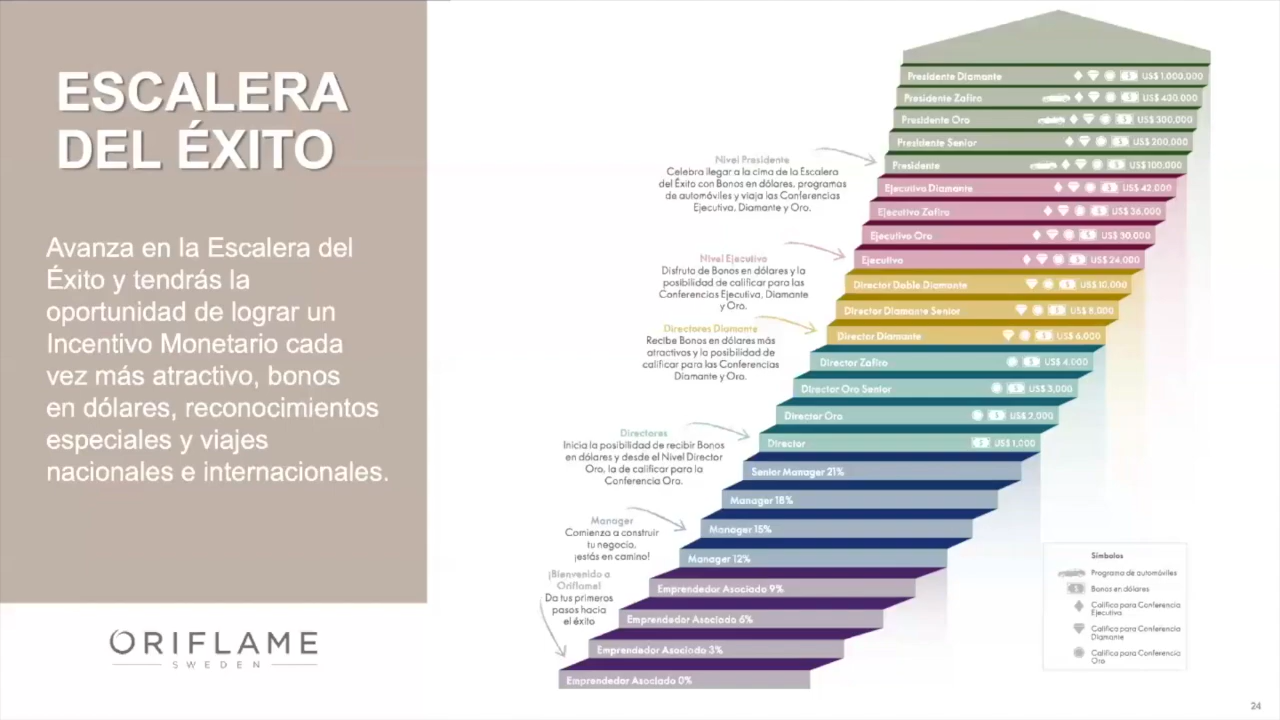 ESCALERA
DEL ÉXITO
Avanza en la Escalera del
Éxito y tendrás la
oportunidad de lograr un
Incentivo Monetario cada
vez más atractivo, bonos
en dólares, reconocimientos
especiales y viajes
nacionales e internacionales.
ORIFLAME
SWEDEN
Presidente Diamante US$ 1,000,000
Presidente Zafiro US$ 400,000
Presidente Oro US$ 300,000
Presidente Senior US$ 200,000
Presidente US$ 100,000
Nivel Presidente
Celebra llegar a la cima de la Escalera
del Éxito con Bonos en dólares, programas
de automóviles y viaja las Conferencias
Ejecutiva, Diamante y Oro.
Ejecutivo Diamante US$ 42,000
Ejecutivo Zafiro US$ 36,000
Ejecutivo Oro US$ 30,000
Ejecutivo US$ 24,000
Nivel Ejecutivo
Disfruta de Bonos en dólares y la
posibilidad de calificar para las
Conferencias Ejecutiva, Diamante
y Oro.
Director Doble Diamante US$ 10,000
Director Diamante Senior US$ 8,000
Director Diamante US$ 6,000
Directores Diamante
Recibe Bonos en dólares más
atractivos y la posibilidad de
calificar para las Conferencias
Diamante y Oro.
Director Zafiro US$ 4,000
Director Oro Senior US$ 3,000
Director Oro US$ 2,000
Director US$ 1,000
Directores
Inicia la posibilidad de recibir Bonos
en dólares y desde el Nivel Director
Oro, la de calificar para la
Conferencia Oro.
Senior Manager 21%
Manager 18%
Manager 15%
Manager 12%
Manager
Comienza a construir
tu negocio,
¡estás en camino!
Emprendedor Asociado 9%
Emprendedor Asociado 6%
Emprendedor Asociado 3%
Emprendedor Asociado 0%
¡Bienvenido a
Oriflame!
Da tus primeros
pasos hacia
el éxito
Símbolos
Programa de automóviles
Bonos en dólares
Califica para Conferencia
Ejecutiva
Califica para Conferencia
Diamante
Califica para Conferencia
Oro
24